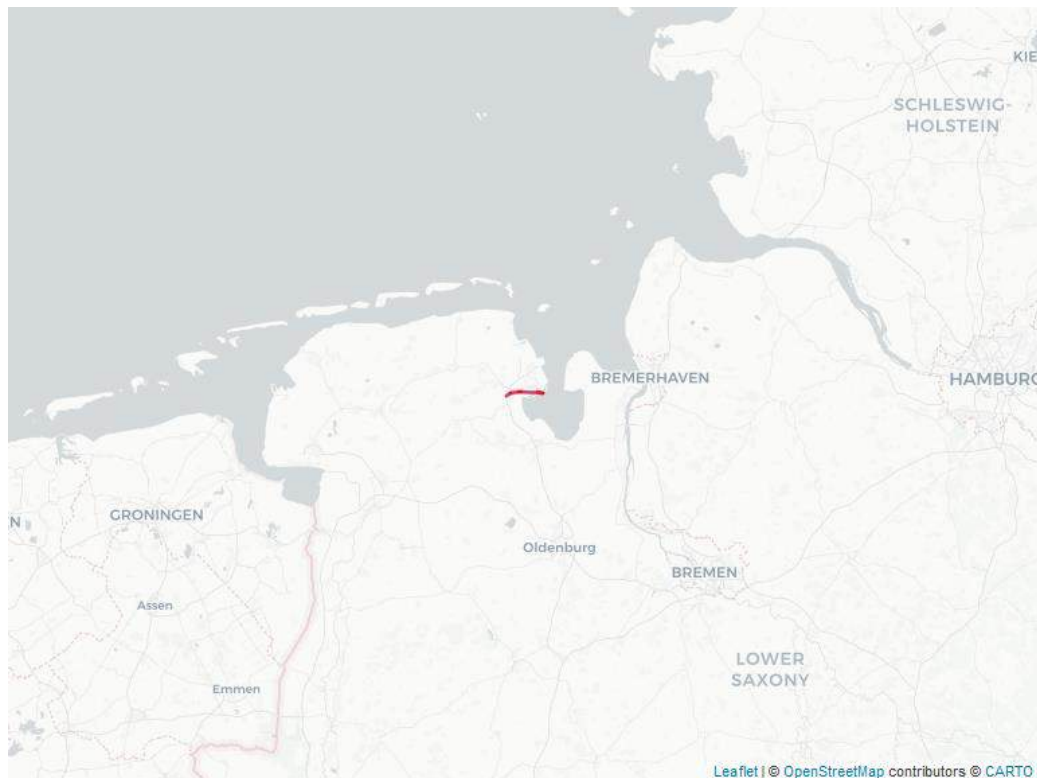 KIE
SCHLESWIG-
HOLSTEIN
BREMERHAVEN
HAMBURG
N
GRONINGEN
Oldenburg
BREMEN
Assen
LOWER
SAXONY
Emmen
Leaflet | © OpenStreetMap contributors © CARTO